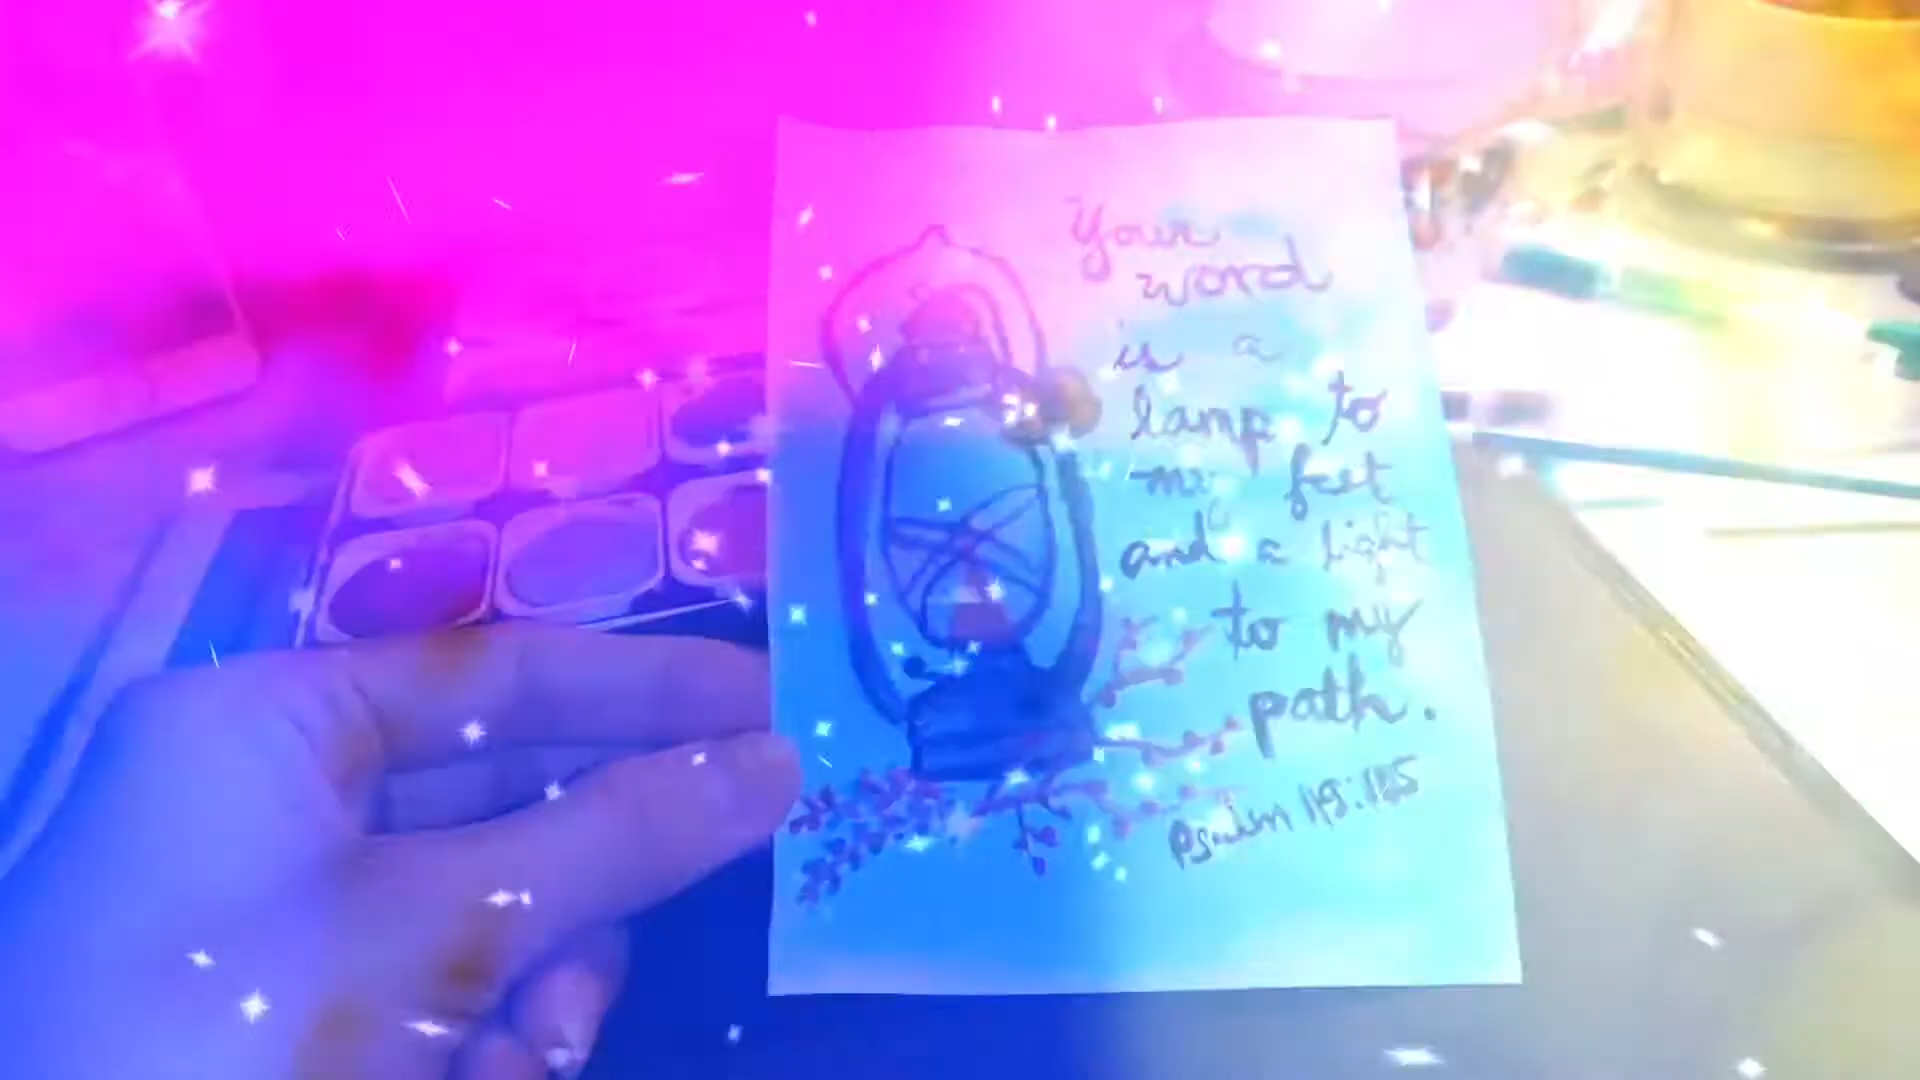 Your
word
is a
lamp to
my feet
and a light
to my
path.
Psalm 119:105